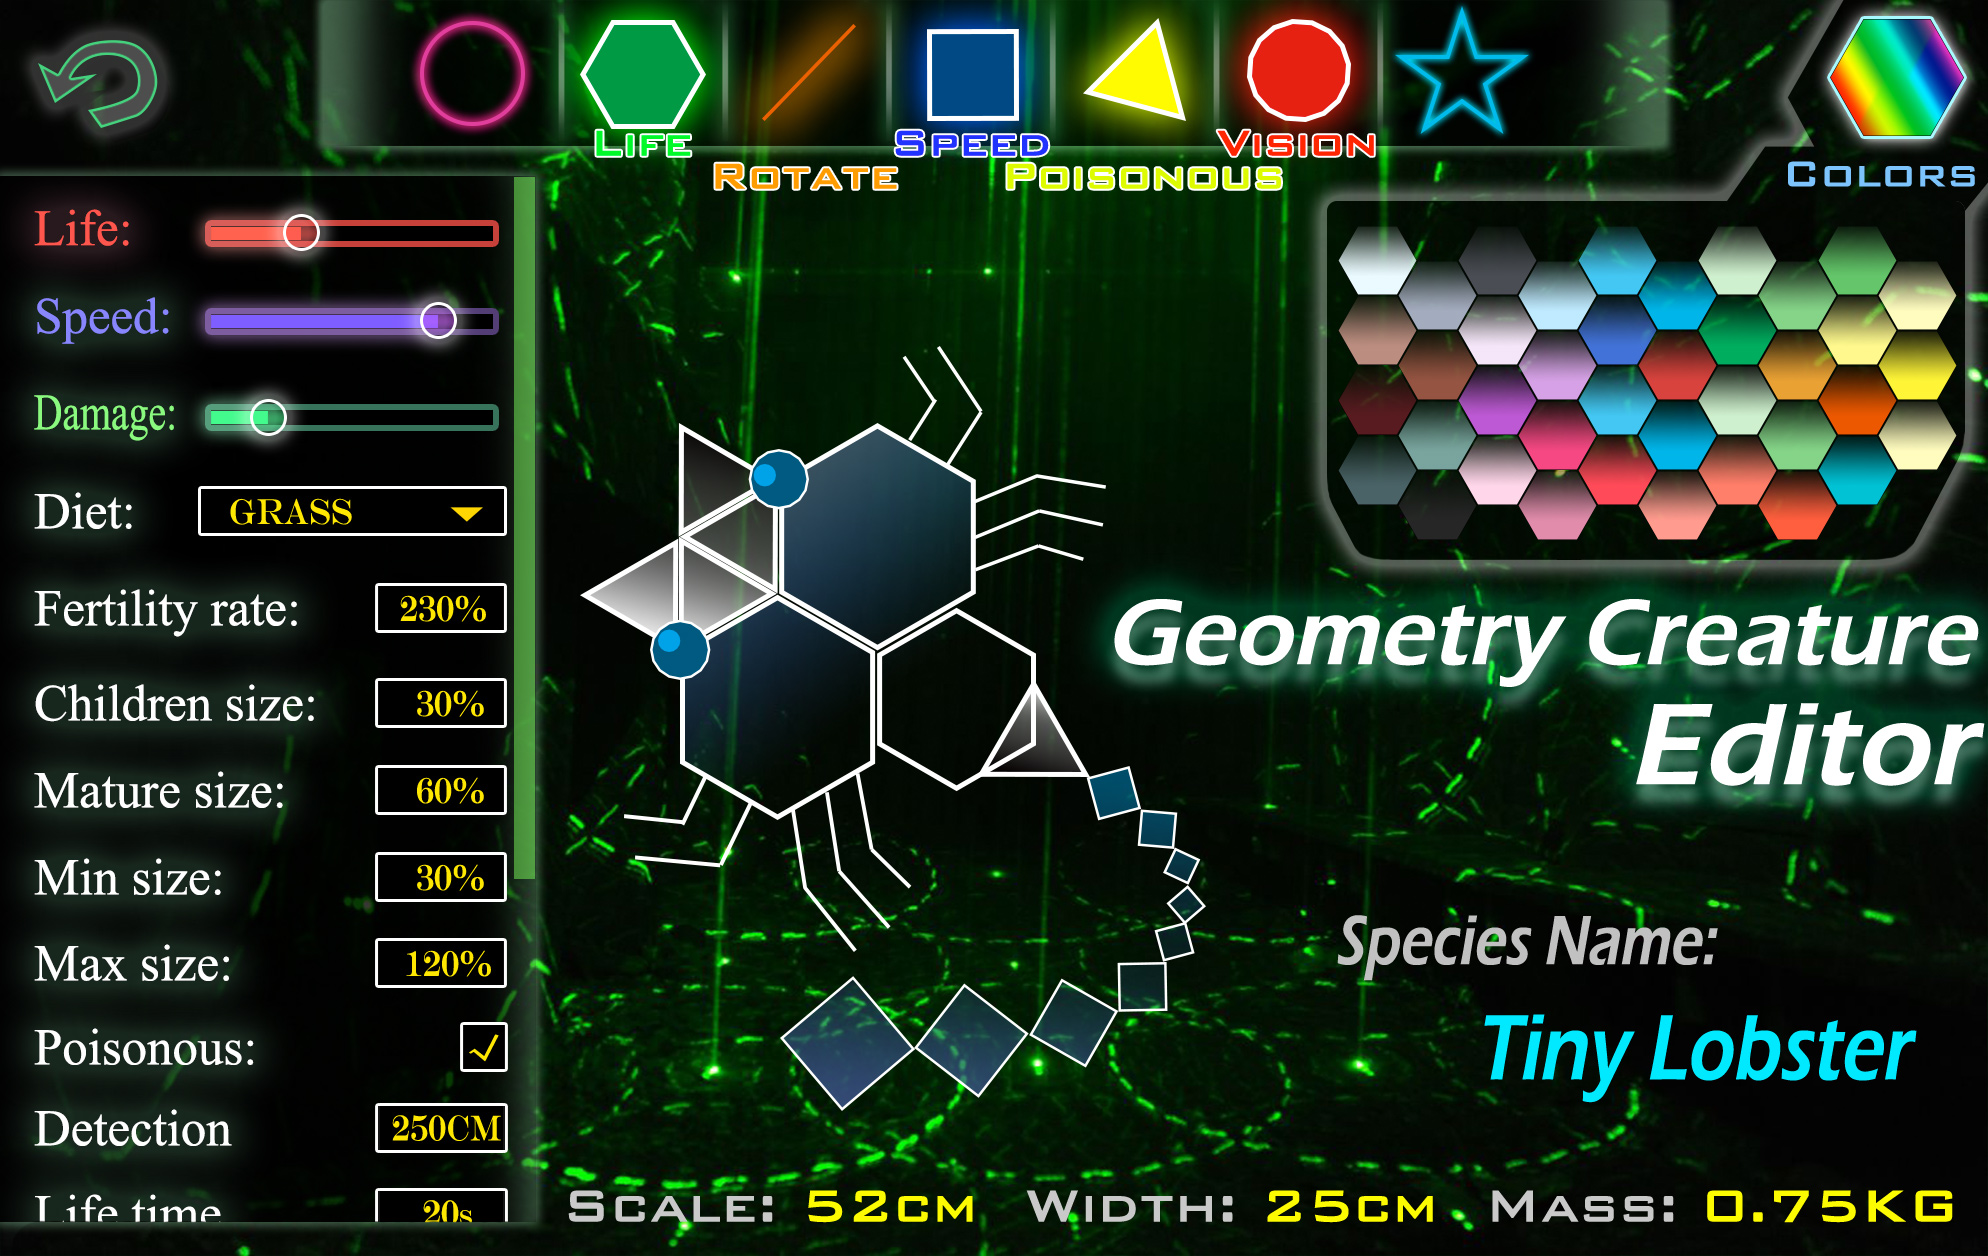 LIFE
SPEED
VISION
ROTATE
POISONOUS
COLORS
Life:
Speed:
Damage:
Diet: GRASS
Fertility rate: 230%
Children size: 30%
Mature size: 60%
Min size: 30%
Max size: 120%
Poisonous:
Detection 250CM
Life time 20s
Geometry Creature
Editor
Species Name:
Tiny Lobster
SCALE: 52CM WIDTH: 25CM MASS: 0.75KG